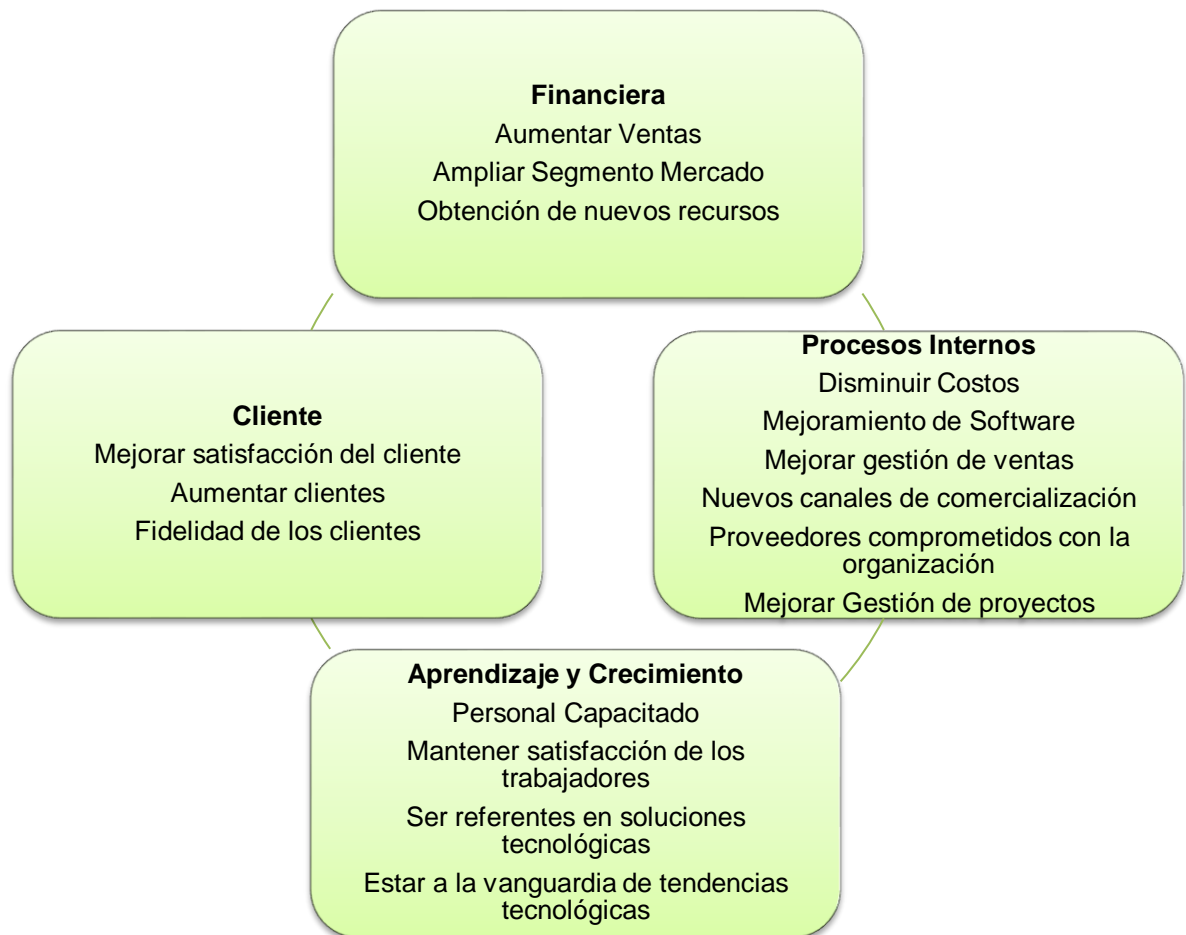 Financiera
Aumentar Ventas
Ampliar Segmento Mercado
Obtención de nuevos recursos
Cliente
Mejorar satisfacción del cliente
Aumentar clientes
Fidelidad de los clientes
Procesos Internos
Disminuir Costos
Mejoramiento de Software
Mejorar gestión de ventas
Nuevos canales de comercialización
Proveedores comprometidos con la
organización
Mejorar Gestión de proyectos
Aprendizaje y Crecimiento
Personal Capacitado
Mantener satisfacción de los
trabajadores
Ser referentes en soluciones
tecnológicas
Estar a la vanguardia de tendencias
tecnológicas